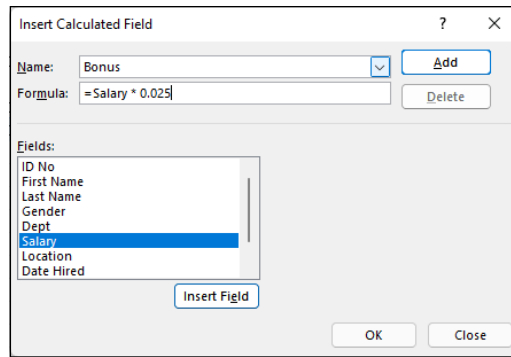 Insert Calculated Field ? ×
Name: Bonus Add
Formula: =Salary * 0.025 Delete
Fields:
ID No
First Name
Last Name
Gender
Dept
Salary
Location
Date Hired
Insert Field
OK Close